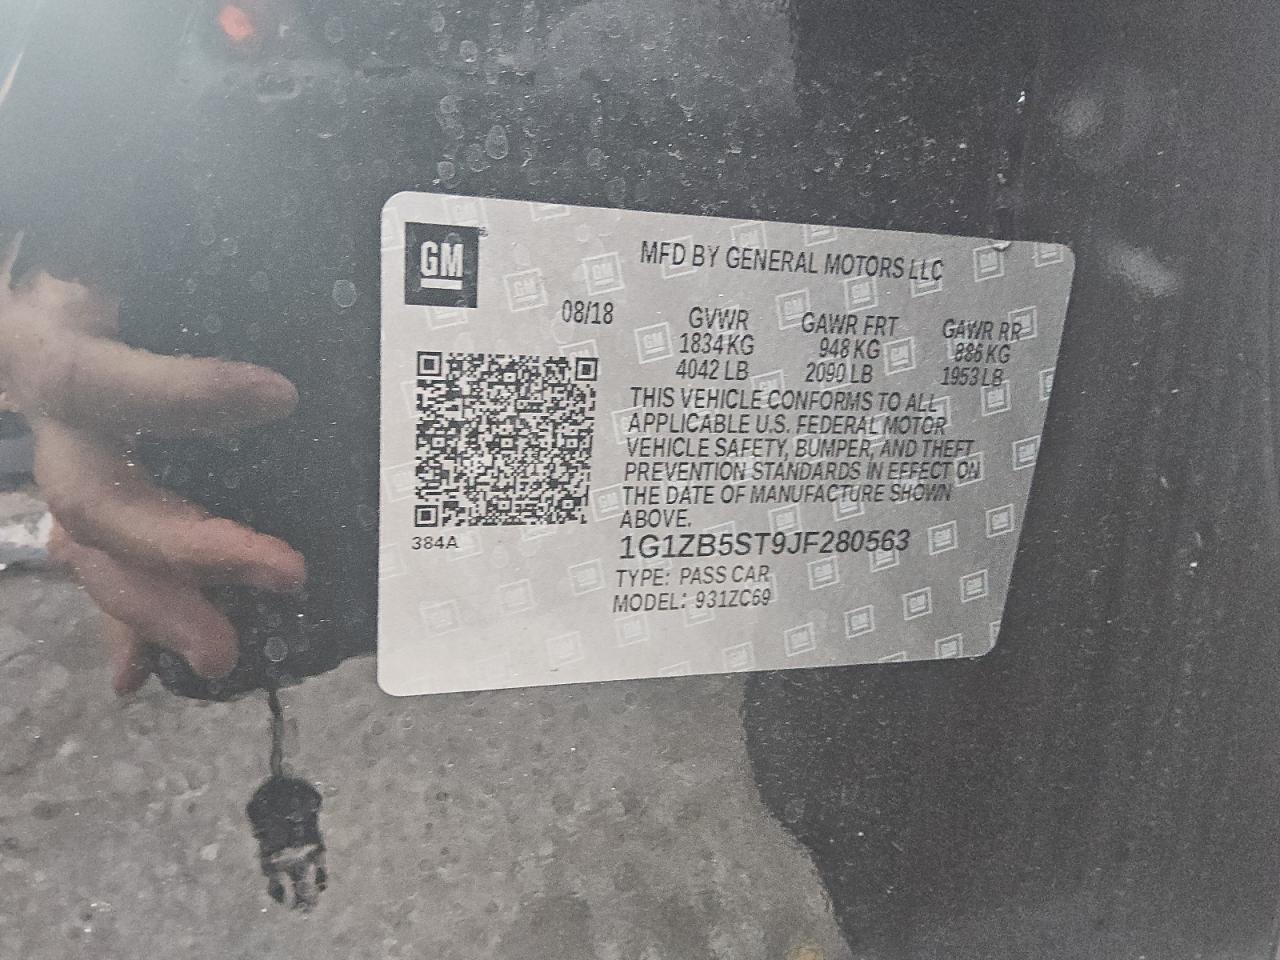 GM
MFD BY GENERAL MOTORS LLC
08/18 GVWR GAWR FRT GAWR RR
1834 KG 948 KG 886 KG
4042 LB 2090 LB 1953 LB
THIS VEHICLE CONFORMS TO ALL
APPLICABLE U.S. FEDERAL MOTOR
VEHICLE SAFETY, BUMPER, AND THEFT
PREVENTION STANDARDS IN EFFECT ON
THE DATE OF MANUFACTURE SHOWN
ABOVE.
384A
1G1ZB5ST9JF280563
TYPE: PASS CAR
MODEL: 931ZC69